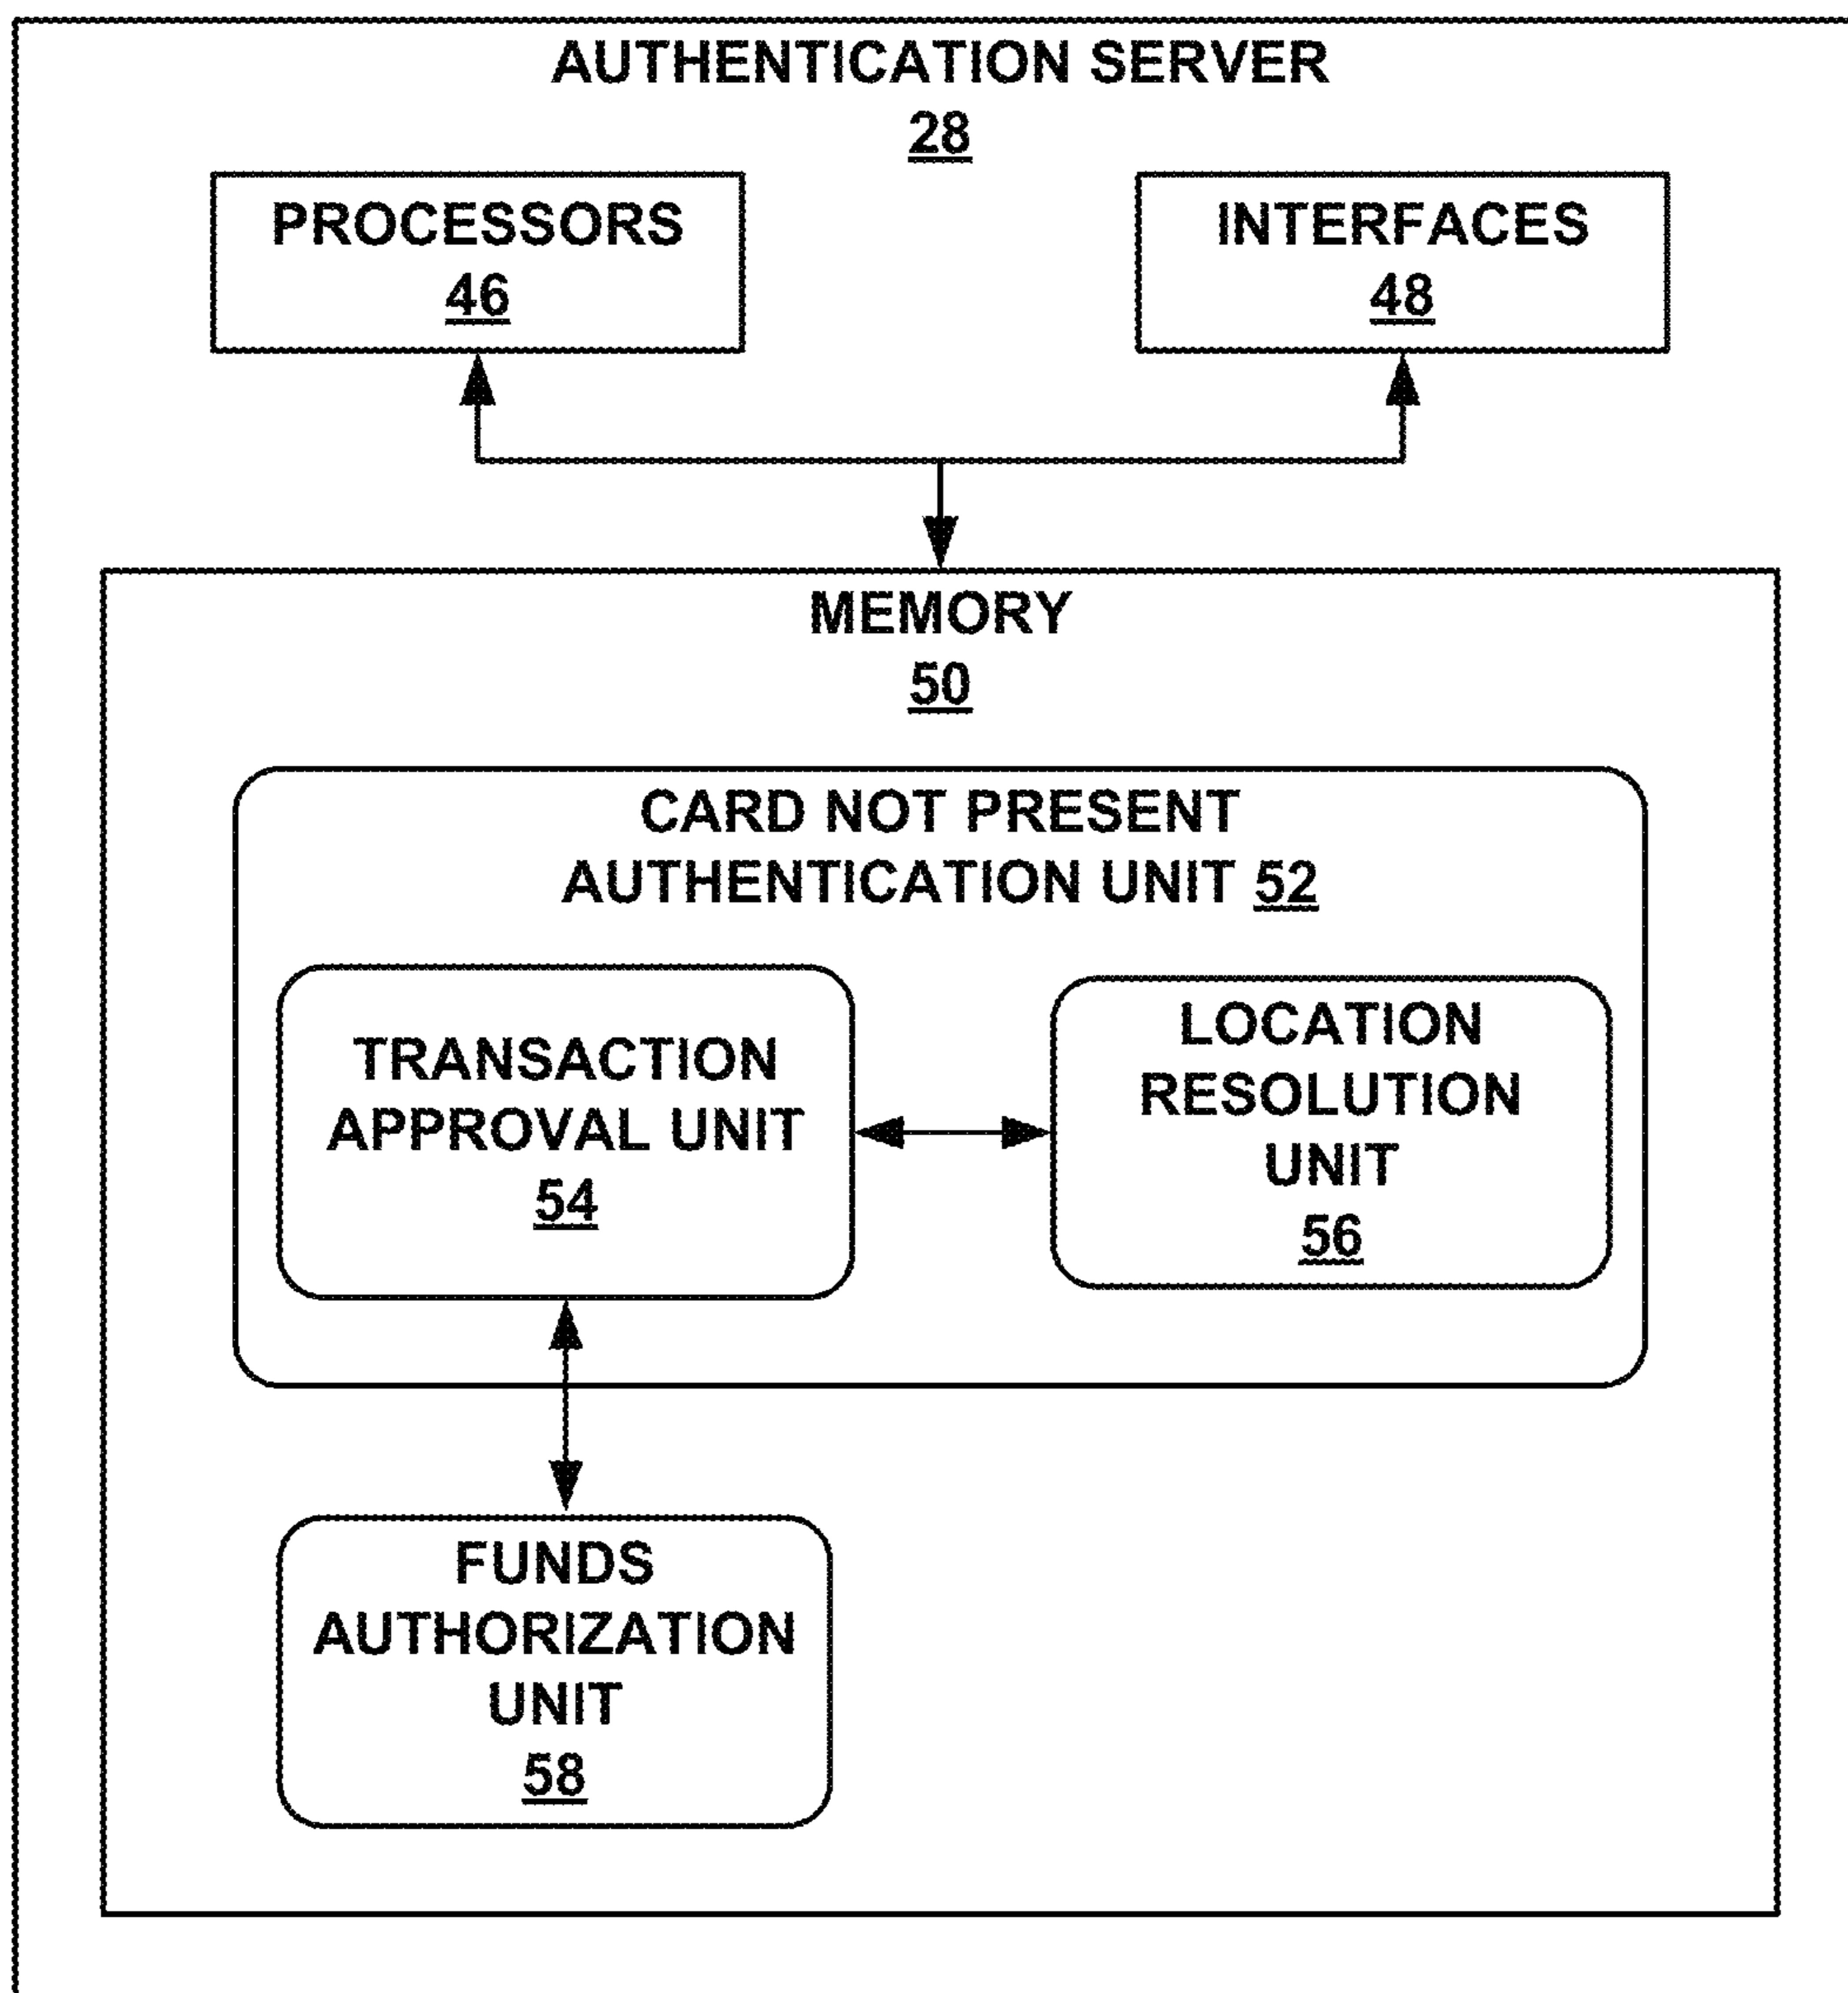 AUTHENTICATION SERVER
28
PROCESSORS
46
INTERFACES
48
MEMORY
50
CARD NOT PRESENT
AUTHENTICATION UNIT 52
TRANSACTION
APPROVAL UNIT
54
LOCATION
RESOLUTION
UNIT
56
FUNDS
AUTHORIZATION
UNIT
58